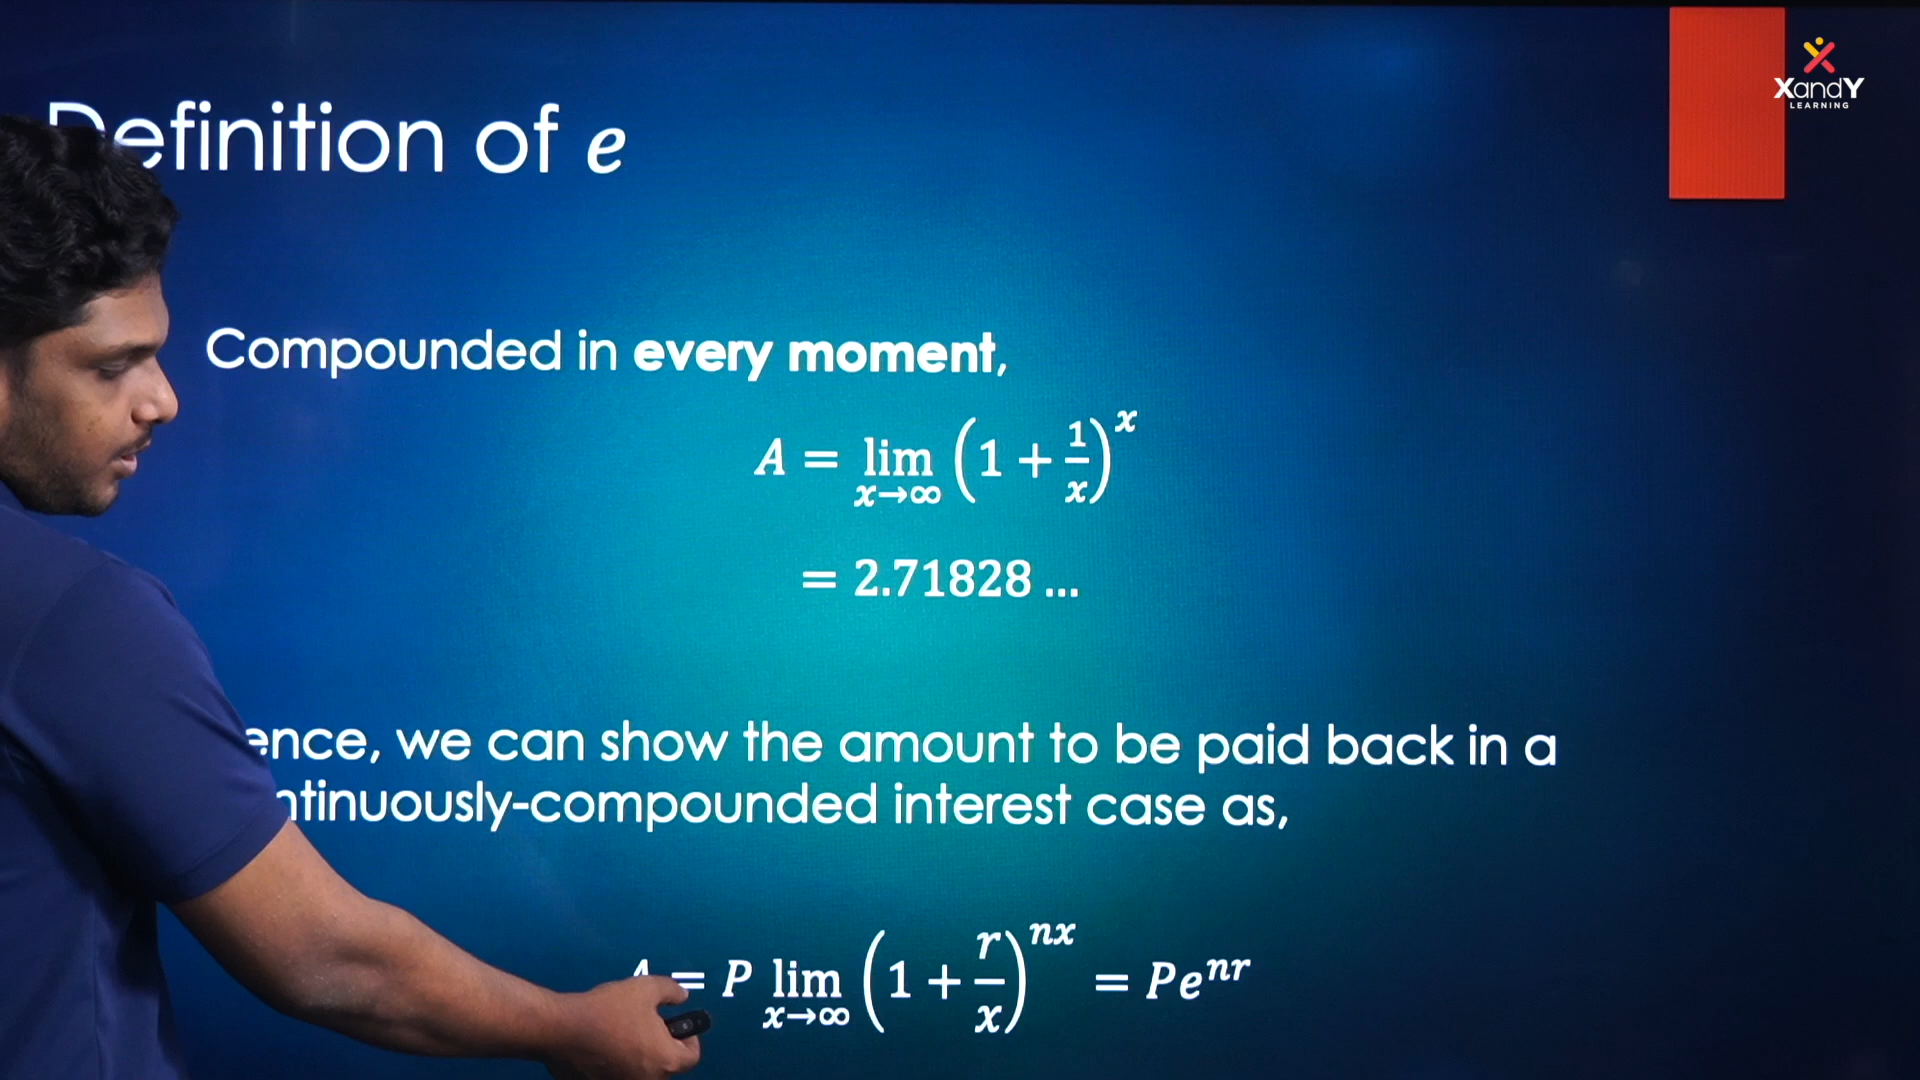 Definition of e
XandY
LEARNING
Compounded in every moment,
A = lim x→∞ (1 + 1/x)^x
= 2.71828 ...
ence, we can show the amount to be paid back in a
ntinuously-compounded interest case as,
A = P lim x→∞ (1 + r/x)^nx = Pe^nr